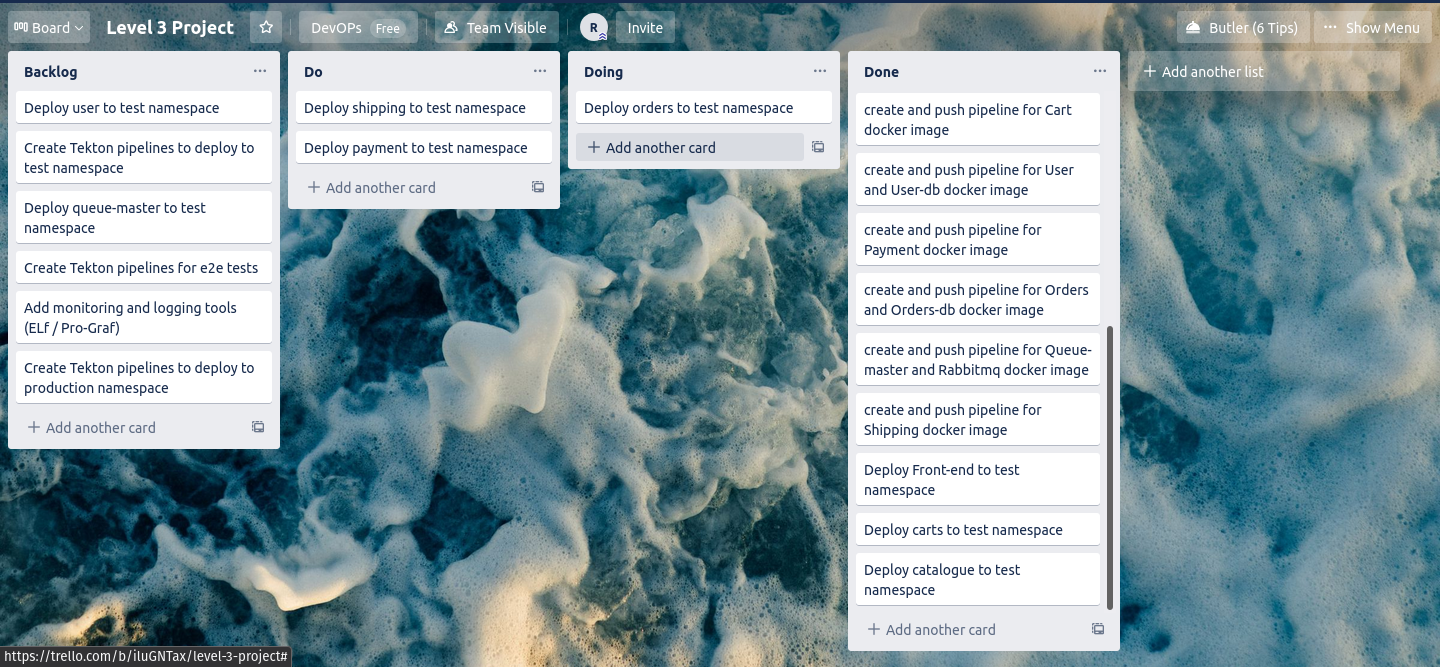 Board
Level 3 Project
DevOPs Free
Team Visible
R
Invite
Butler (6 Tips)
Show Menu
Backlog
Deploy user to test namespace
Create Tekton pipelines to deploy to
test namespace
Deploy queue-master to test
namespace
Create Tekton pipelines for e2e tests
Add monitoring and logging tools
(ELf / Pro-Graf)
Create Tekton pipelines to deploy to
production namespace
+ Add another card
Do
Deploy shipping to test namespace
Deploy payment to test namespace
+ Add another card
Doing
Deploy orders to test namespace
+ Add another card
Done
create and push pipeline for Cart
docker image
create and push pipeline for User
and User-db docker image
create and push pipeline for
Payment docker image
create and push pipeline for Orders
and Orders-db docker image
create and push pipeline for Queue-
master and Rabbitmq docker image
create and push pipeline for
Shipping docker image
Deploy Front-end to test
namespace
Deploy carts to test namespace
Deploy catalogue to test
namespace
+ Add another card
+ Add another list
https://trello.com/b/iluGNTax/level-3-project#